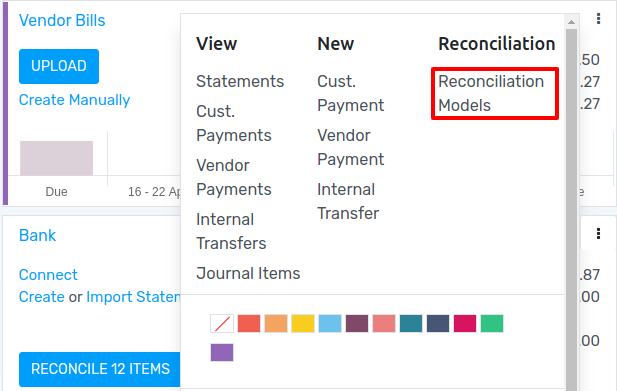 Vendor Bills
UPLOAD
Create Manually
Due
16 - 22 Ap
View
Statements
Cust.
Payments
Vendor
Payments
Internal
Transfers
Journal Items
New
Cust.
Payment
Vendor
Payment
Internal
Transfer
Reconciliation
Reconciliation
Models
.50
.27
.27
e
Bank
Connect
Create or Import Statem
RECONCILE 12 ITEMS
.87
.00
.00